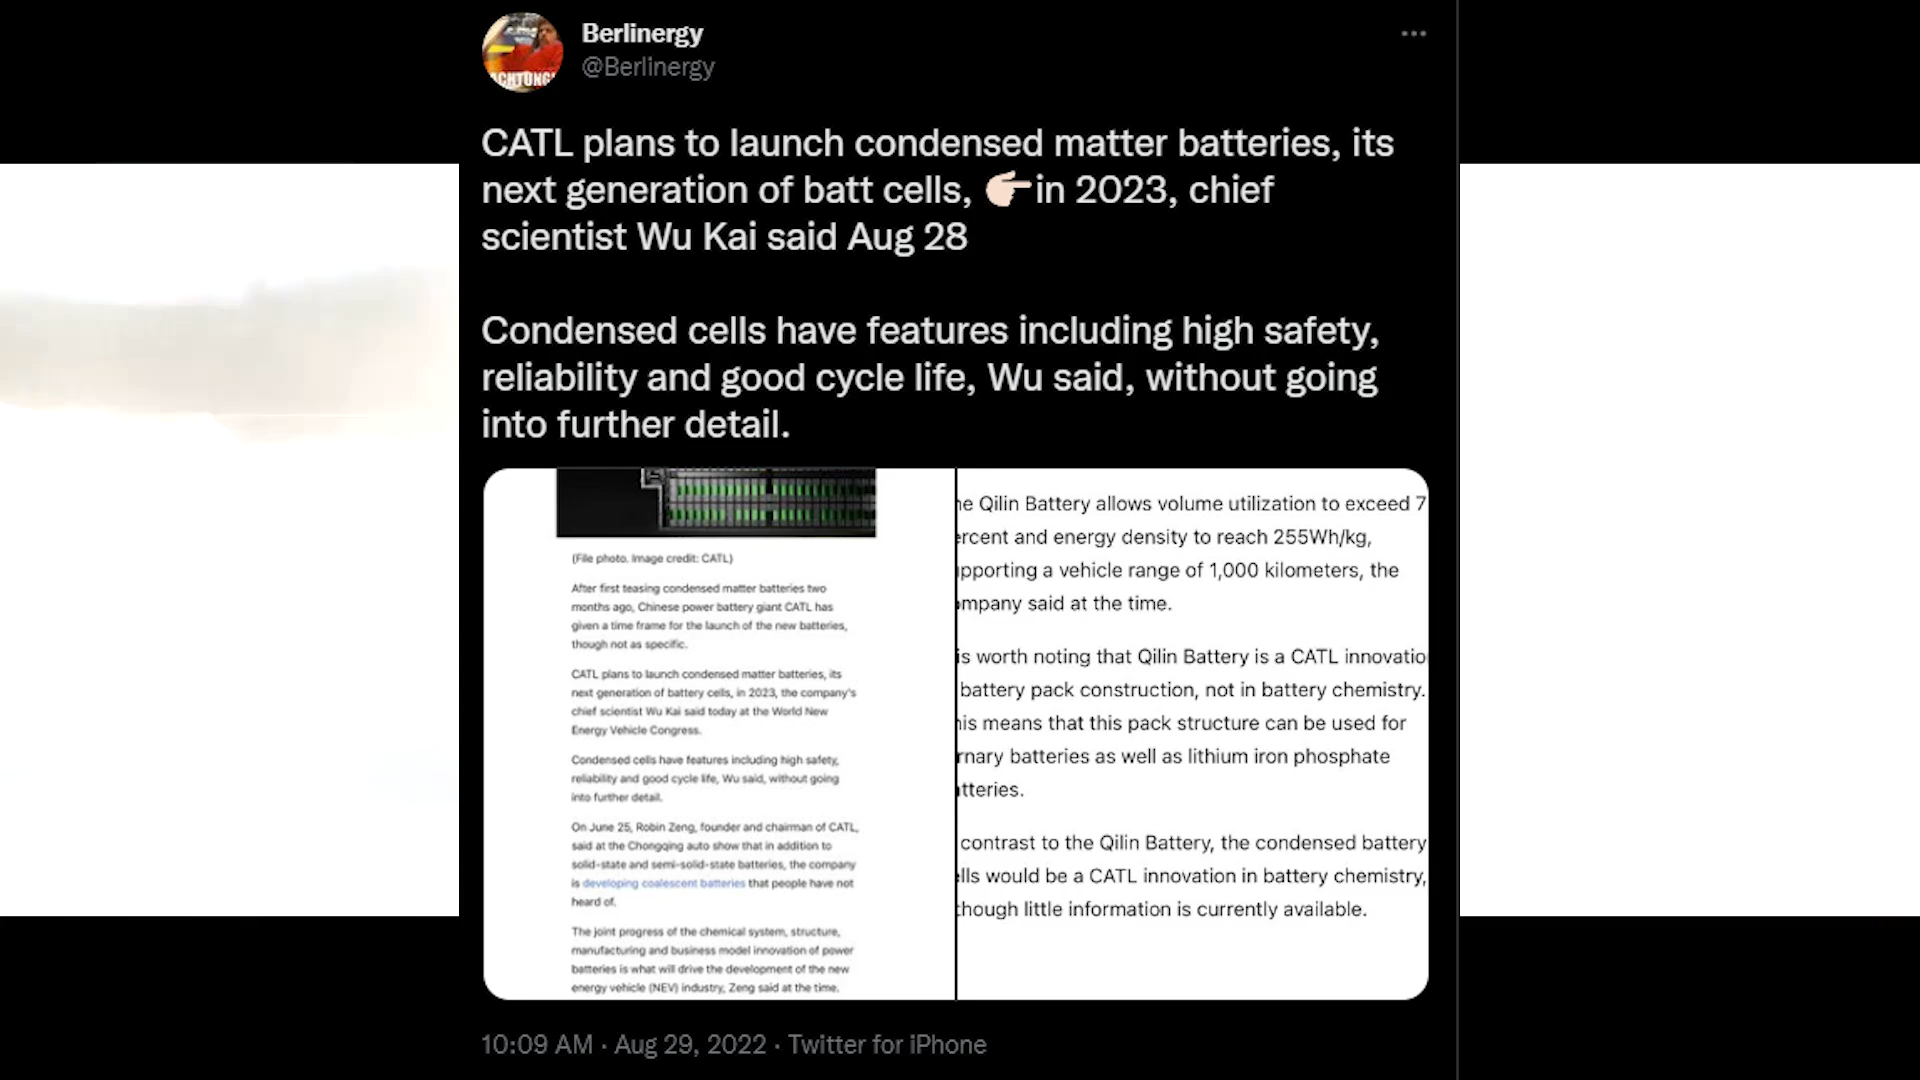 Berlinergy
@Berlinergy
CATL plans to launch condensed matter batteries, its
next generation of batt cells, 👉🏻in 2023, chief
scientist Wu Kai said Aug 28
Condensed cells have features including high safety,
reliability and good cycle life, Wu said, without going
into further detail.
(File photo. Image credit: CATL)
After first teasing condensed matter batteries two
months ago, Chinese power battery giant CATL has
given a time frame for the launch of the new batteries,
though not as specific.
CATL plans to launch condensed matter batteries, its
next generation of battery cells, in 2023, the company's
chief scientist Wu Kai said today at the World New
Energy Vehicle Congress.
Condensed cells have features including high safety,
reliability and good cycle life, Wu said, without going
into further detail.
On June 25, Robin Zeng, founder and chairman of CATL,
said at the Chongqing auto show that in addition to
solid-state and semi-solid-state batteries, the company
is developing coalescent batteries that people have not
heard of.
The joint progress of the chemical system, structure,
manufacturing and business model innovation of power
batteries is what will drive the development of the new
energy vehicle (NEV) industry, Zeng said at the time.
he Qilin Battery allows volume utilization to exceed 7
ercent and energy density to reach 255Wh/kg,
pporting a vehicle range of 1,000 kilometers, the
mpany said at the time.
is worth noting that Qilin Battery is a CATL innovatio
battery pack construction, not in battery chemistry.
his means that this pack structure can be used for
rnary batteries as well as lithium iron phosphate
tteries.
contrast to the Qilin Battery, the condensed battery
lls would be a CATL innovation in battery chemistry,
though little information is currently available.
10:09 AM · Aug 29, 2022 · Twitter for iPhone